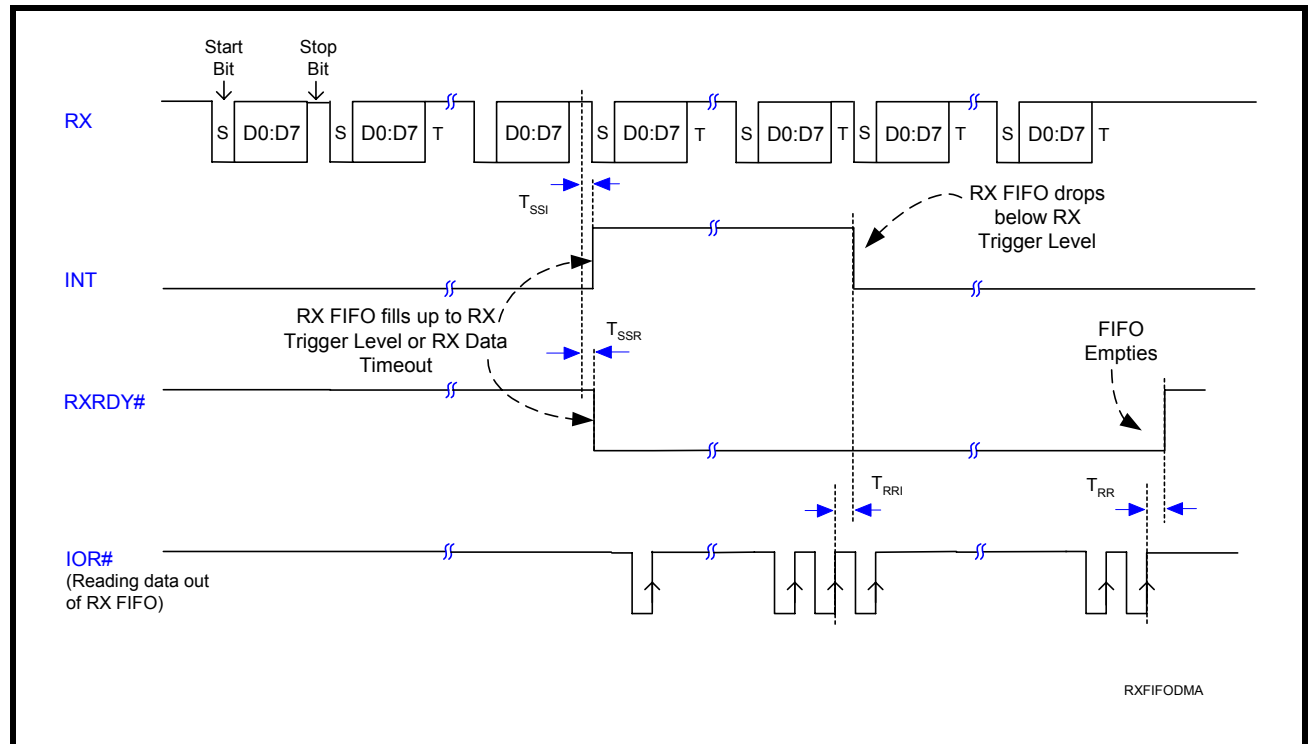 Start
Bit
Stop
Bit
RX
S D0:D7 S D0:D7 T D0:D7 S D0:D7 T S D0:D7 T S D0:D7 T S D0:D7 T
TSSI
RX FIFO drops
below RX
Trigger Level
INT
RX FIFO fills up to RX
Trigger Level or RX Data
Timeout
TSSR
FIFO
Empties
RXRDY#
TRRI
TRR
IOR#
(Reading data out
of RX FIFO)
RXFIFODMA